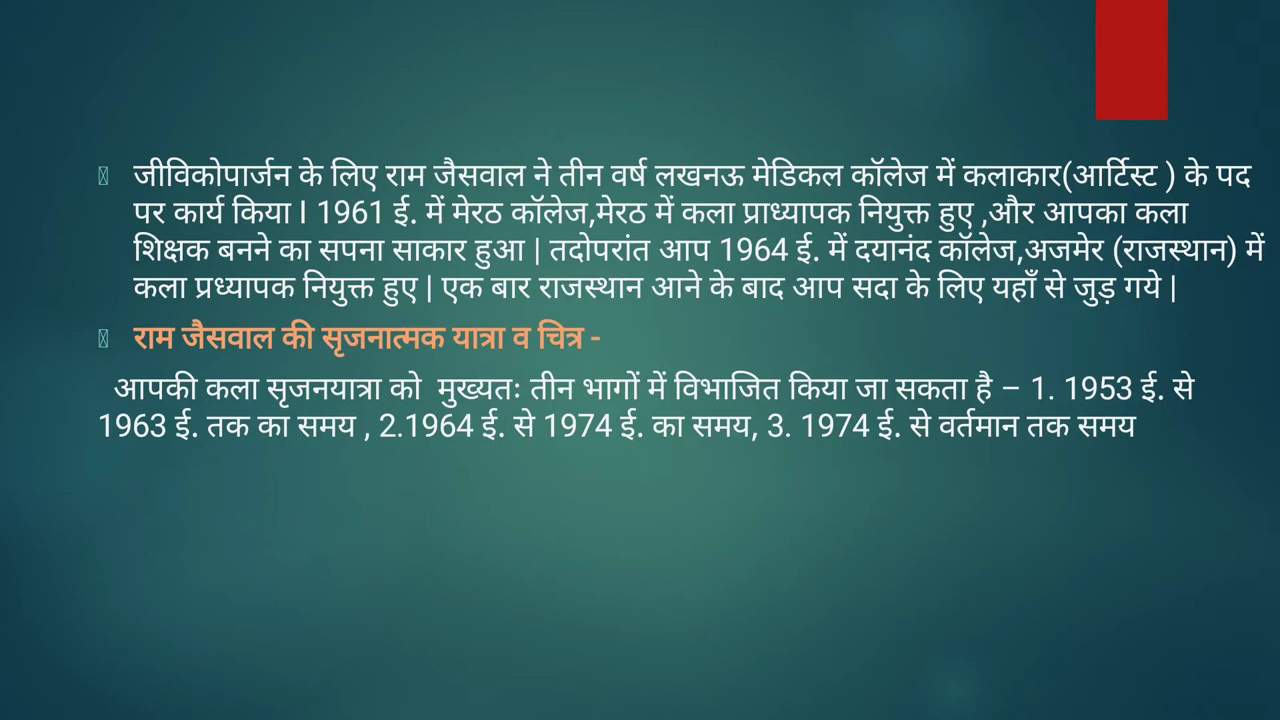 जीविकोपार्जन के लिए राम जैसवाल ने तीन वर्ष लखनऊ मेडिकल कॉलेज में कलाकार(आर्टिस्ट ) के पद
पर कार्य किया I 1961 ई. में मेरठ कॉलेज,मेरठ में कला प्राध्यापक नियुक्त हुए ,और आपका कला
शिक्षक बनने का सपना साकार हुआ | तदोपरांत आप 1964 ई. में दयानंद कॉलेज,अजमेर (राजस्थान) में
कला प्रध्यापक नियुक्त हुए | एक बार राजस्थान आने के बाद आप सदा के लिए यहाँ से जुड़ गये |
राम जैसवाल की सृजनात्मक यात्रा व चित्र -
आपकी कला सृजनयात्रा को मुख्यतः तीन भागों में विभाजित किया जा सकता है – 1. 1953 ई. से
1963 ई. तक का समय , 2.1964 ई. से 1974 ई. का समय, 3. 1974 ई. से वर्तमान तक समय